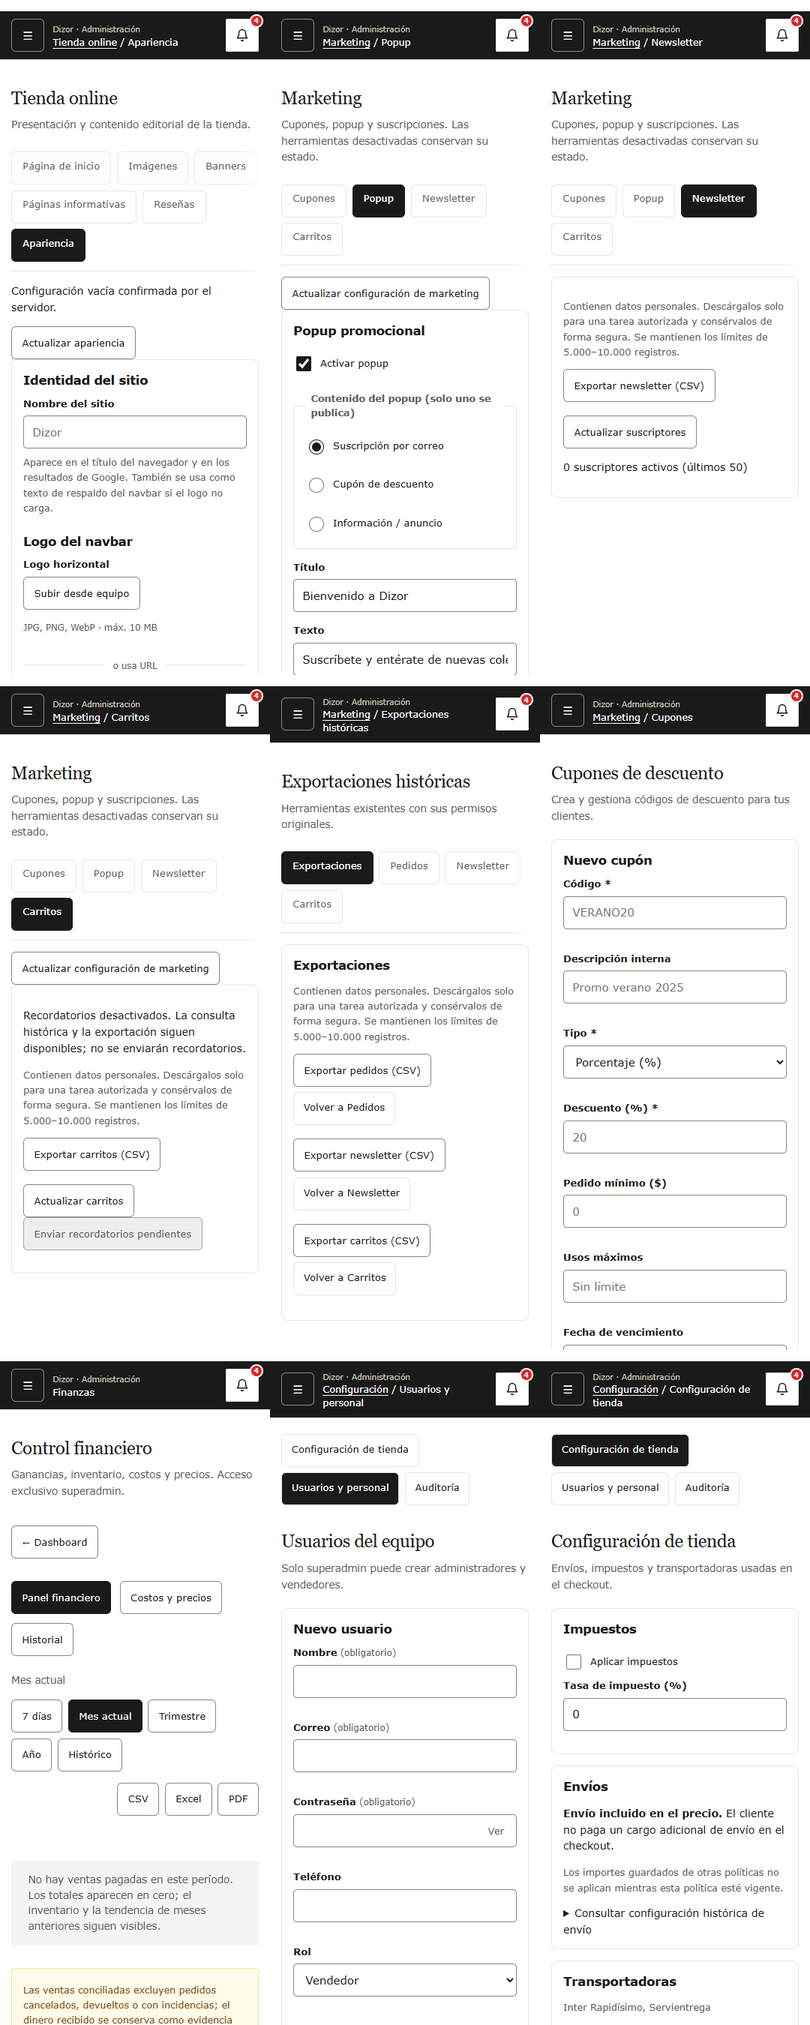 Dizor · Administración
Tienda online / Apariencia
4
Tienda online
Presentación y contenido editorial de la tienda.
Página de inicio
Imágenes
Banners
Páginas informativas
Reseñas
Apariencia
Configuración vacía confirmada por el
servidor.
Actualizar apariencia
Identidad del sitio
Nombre del sitio
Dizor
Aparece en el título del navegador y en los
resultados de Google. También se usa como
texto de respaldo del navbar si el logo no
carga.
Logo del navbar
Logo horizontal
Subir desde equipo
JPG, PNG, WebP · máx. 10 MB
o usa URL
Dizor · Administración
Marketing / Popup
4
Marketing
Cupones, popup y suscripciones. Las
herramientas desactivadas conservan su
estado.
Cupones
Popup
Newsletter
Carritos
Actualizar configuración de marketing
Popup promocional
Activar popup
Contenido del popup (solo uno se
publica)
Suscripción por correo
Cupón de descuento
Información / anuncio
Título
Bienvenido a Dizor
Texto
Suscríbete y entérate de nuevas cole
Dizor · Administración
Marketing / Newsletter
4
Marketing
Cupones, popup y suscripciones. Las
herramientas desactivadas conservan su
estado.
Cupones
Popup
Newsletter
Carritos
Contienen datos personales. Descárgalos solo
para una tarea autorizada y consérvalos de
forma segura. Se mantienen los límites de
5.000–10.000 registros.
Exportar newsletter (CSV)
Actualizar suscriptores
0 suscriptores activos (últimos 50)
Dizor · Administración
Marketing / Carritos
4
Marketing
Cupones, popup y suscripciones. Las
herramientas desactivadas conservan su
estado.
Cupones
Popup
Newsletter
Carritos
Actualizar configuración de marketing
Recordatorios desactivados. La consulta
histórica y la exportación siguen
disponibles; no se enviarán recordatorios.
Contienen datos personales. Descárgalos solo
para una tarea autorizada y consérvalos de
forma segura. Se mantienen los límites de
5.000–10.000 registros.
Exportar carritos (CSV)
Actualizar carritos
Enviar recordatorios pendientes
Dizor · Administración
Marketing / Exportaciones
históricas
4
Exportaciones históricas
Herramientas existentes con sus permisos
originales.
Exportaciones
Pedidos
Newsletter
Carritos
Exportaciones
Contienen datos personales. Descárgalos solo
para una tarea autorizada y consérvalos de
forma segura. Se mantienen los límites de
5.000–10.000 registros.
Exportar pedidos (CSV)
Volver a Pedidos
Exportar newsletter (CSV)
Volver a Newsletter
Exportar carritos (CSV)
Volver a Carritos
Dizor · Administración
Marketing / Cupones
4
Cupones de descuento
Crea y gestiona códigos de descuento para tus
clientes.
Nuevo cupón
Código *
VERANO20
Descripción interna
Promo verano 2025
Tipo *
Porcentaje (%)
Descuento (%) *
20
Pedido mínimo ($)
0
Usos máximos
Sin límite
Fecha de vencimiento
Dizor · Administración
Finanzas
4
Control financiero
Ganancias, inventario, costos y precios. Acceso
exclusivo superadmin.
← Dashboard
Panel financiero
Costos y precios
Historial
Mes actual
7 días
Mes actual
Trimestre
Año
Histórico
CSV
Excel
PDF
No hay ventas pagadas en este período.
Los totales aparecen en cero; el
inventario y la tendencia de meses
anteriores siguen visibles.
Las ventas conciliadas excluyen pedidos
cancelados, devueltos o con incidencias; el
dinero recibido se conserva como evidencia
Dizor · Administración
Configuración / Usuarios y
personal
4
Configuración de tienda
Usuarios y personal
Auditoría
Usuarios del equipo
Solo superadmin puede crear administradores y
vendedores.
Nuevo usuario
Nombre (obligatorio)
Correo (obligatorio)
Contraseña (obligatorio)
Ver
Teléfono
Rol
Vendedor
Dizor · Administración
Configuración / Configuración de
tienda
4
Configuración de tienda
Usuarios y personal
Auditoría
Configuración de tienda
Envíos, impuestos y transportadoras usadas en
el checkout.
Impuestos
Aplicar impuestos
Tasa de impuesto (%)
0
Envíos
Envío incluido en el precio. El cliente
no paga un cargo adicional de envío en el
checkout.
Los importes guardados de otras políticas no
se aplican mientras esta política esté vigente.
Consultar configuración histórica de
envío
Transportadoras
Inter Rapidísimo, Servientrega